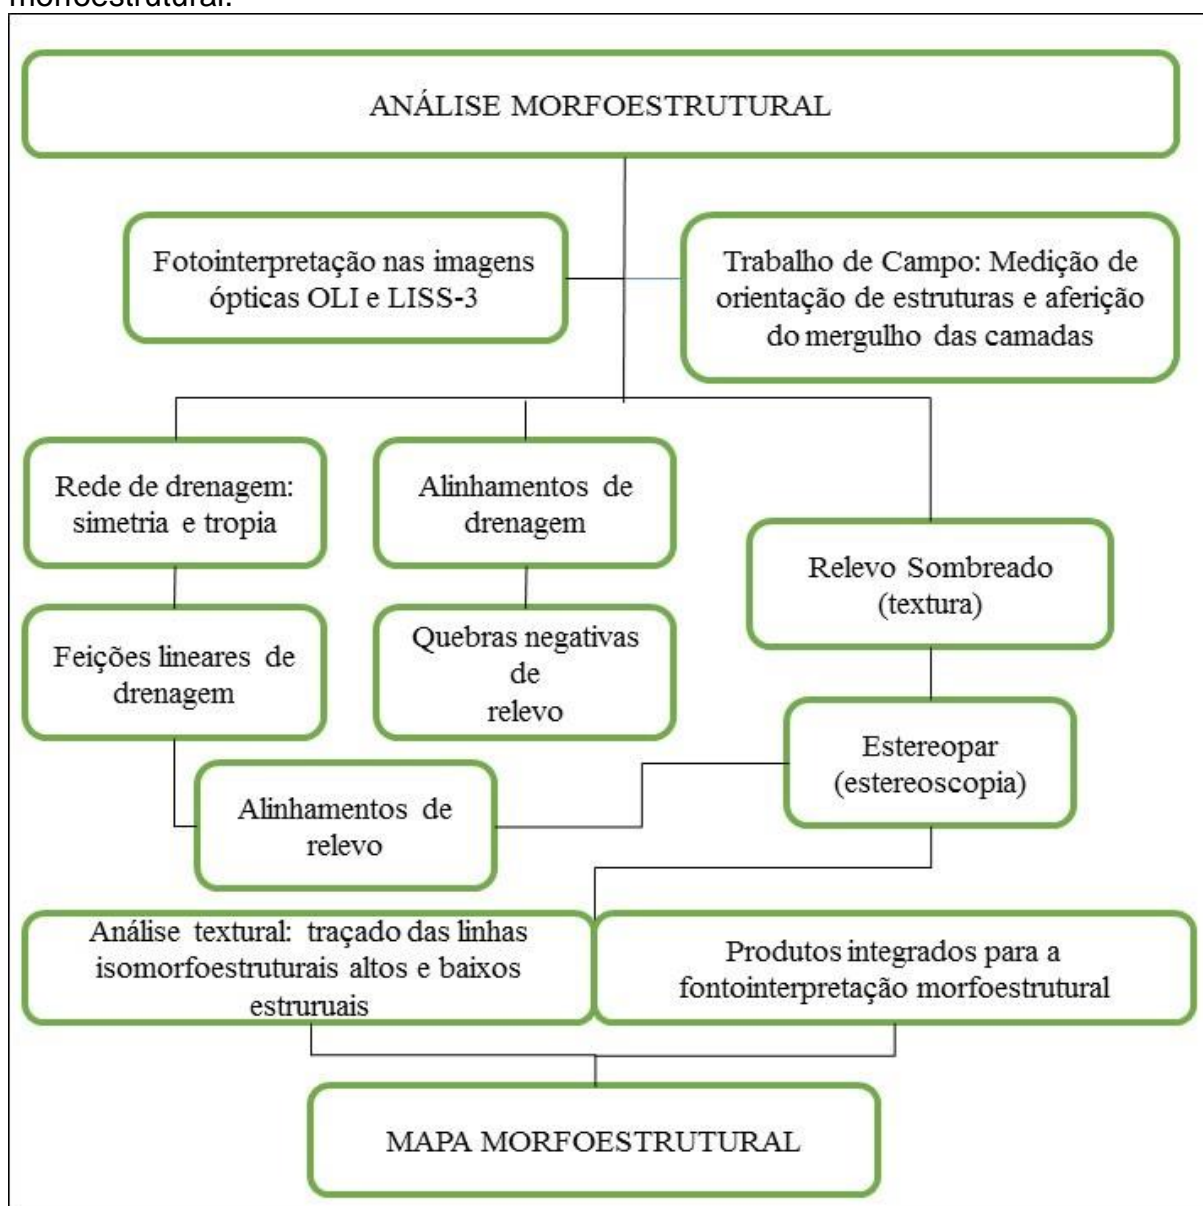 morfoestrutural.
ANÁLISE MORFOESTRUTURAL
Fotointerpretação nas imagens
ópticas OLI e LISS-3
Trabalho de Campo: Medição de
orientação de estruturas e aferição
do mergulho das camadas
Rede de drenagem:
simetria e tropia
Alinhamentos de
drenagem
Relevo Sombreado
(textura)
Feições lineares de
drenagem
Quebras negativas
de
relevo
Estereopar
(estereoscopia)
Alinhamentos de
relevo
Análise textural: traçado das linhas
isomorfoestruturais altos e baixos
estruruais
Produtos integrados para a
fontointerpretação morfoestrutural
MAPA MORFOESTRUTURAL